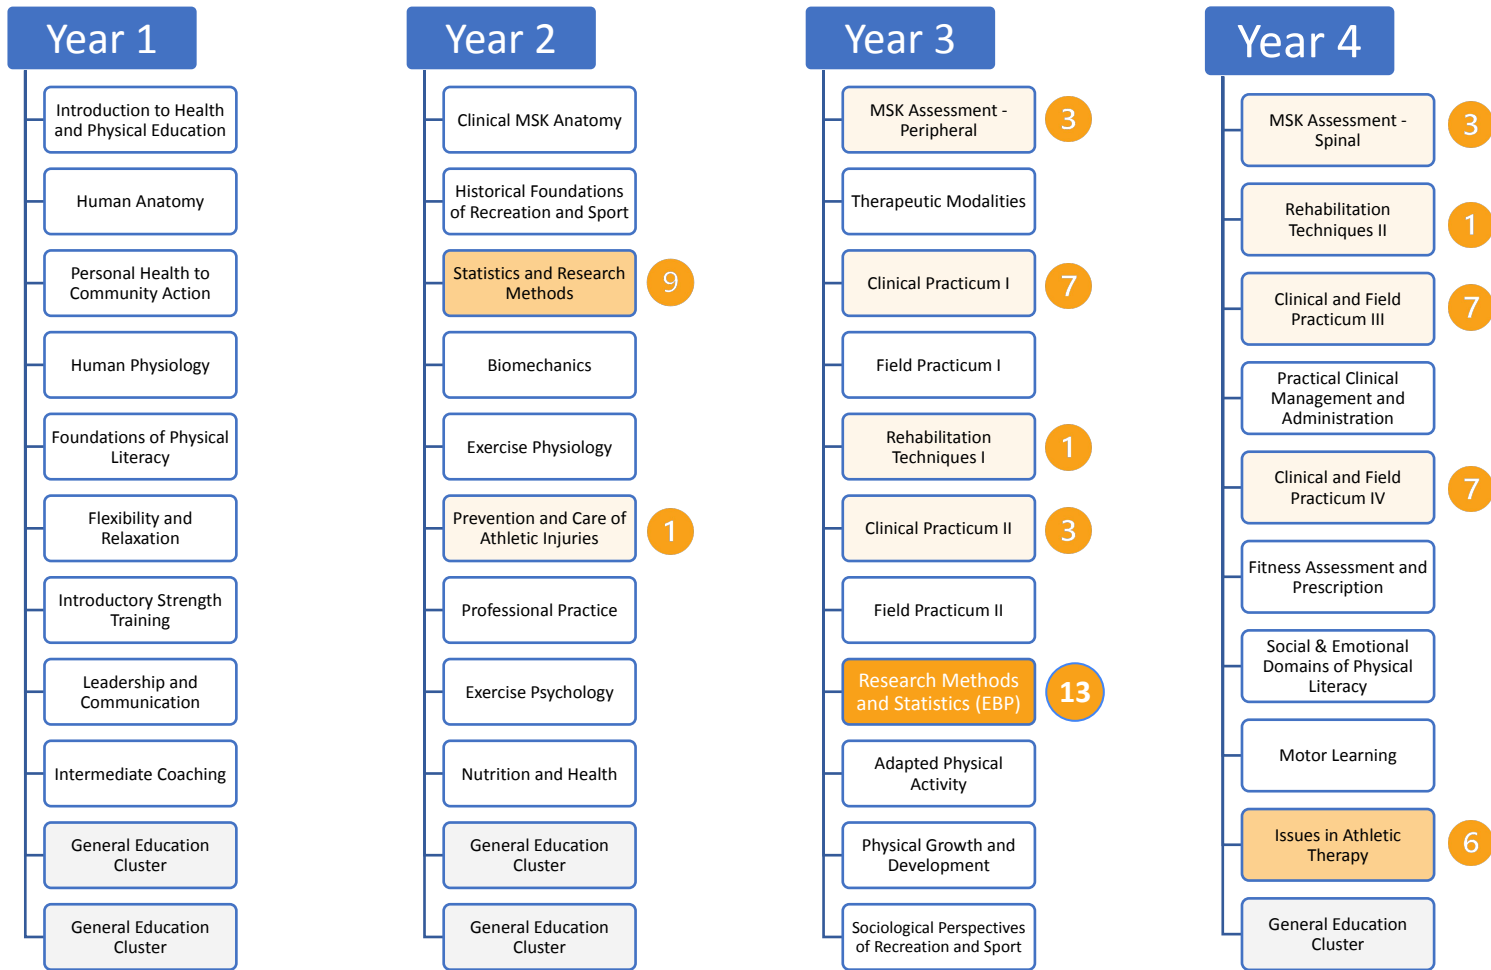 Year 1
Introduction to Health
and Physical Education
Human Anatomy
Personal Health to
Community Action
Human Physiology
Foundations of Physical
Literacy
Flexibility and
Relaxation
Introductory Strength
Training
Leadership and
Communication
Intermediate Coaching
General Education
Cluster
General Education
Cluster
Year 2
Clinical MSK Anatomy
Historical Foundations
of Recreation and Sport
Statistics and Research
Methods
9
Biomechanics
Exercise Physiology
Prevention and Care of
Athletic Injuries
1
Professional Practice
Exercise Psychology
Nutrition and Health
General Education
Cluster
General Education
Cluster
Year 3
MSK Assessment -
Peripheral
3
Therapeutic Modalities
Clinical Practicum I
7
Field Practicum I
Rehabilitation
Techniques I
1
Clinical Practicum II
3
Field Practicum II
Research Methods
and Statistics (EBP)
13
Adapted Physical
Activity
Physical Growth and
Development
Sociological Perspectives
of Recreation and Sport
Year 4
MSK Assessment -
Spinal
3
Rehabilitation
Techniques II
1
Clinical and Field
Practicum III
7
Practical Clinical
Management and
Administration
Clinical and Field
Practicum IV
7
Fitness Assessment and
Prescription
Social & Emotional
Domains of Physical
Literacy
Motor Learning
Issues in Athletic
Therapy
6
General Education
Cluster